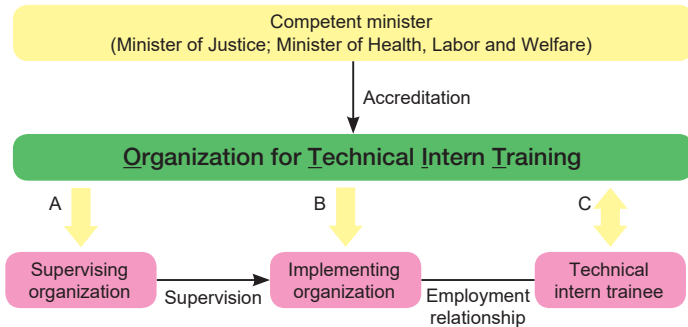 Competent minister
(Minister of Justice; Minister of Health, Labor and Welfare)
Accreditation
Organization for Technical Intern Training
A
B
C
Supervising
organization
Supervision
Implementing
organization
Employment
relationship
Technical
intern trainee